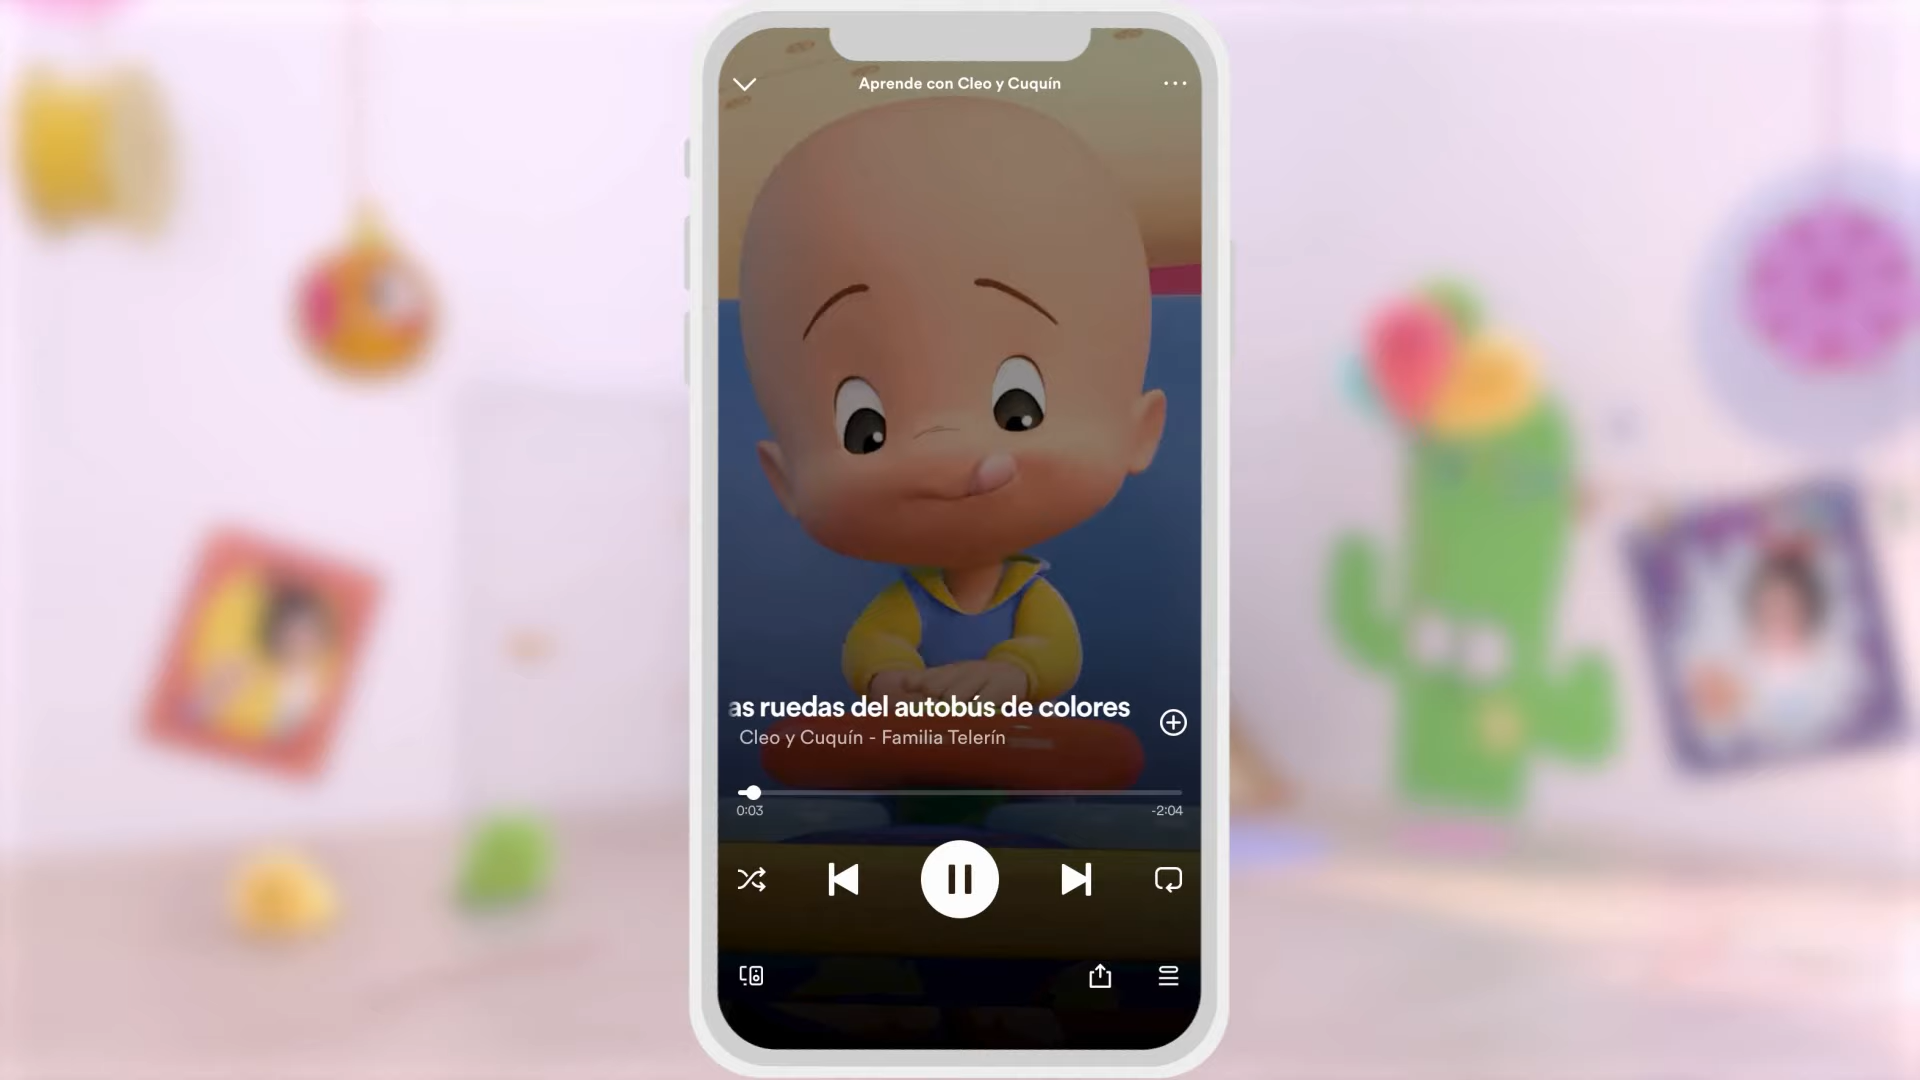 Aprende con Cleo y Cuquín
as ruedas del autobús de colores
Cleo y Cuquín - Familia Telerín
0:03
-2:04